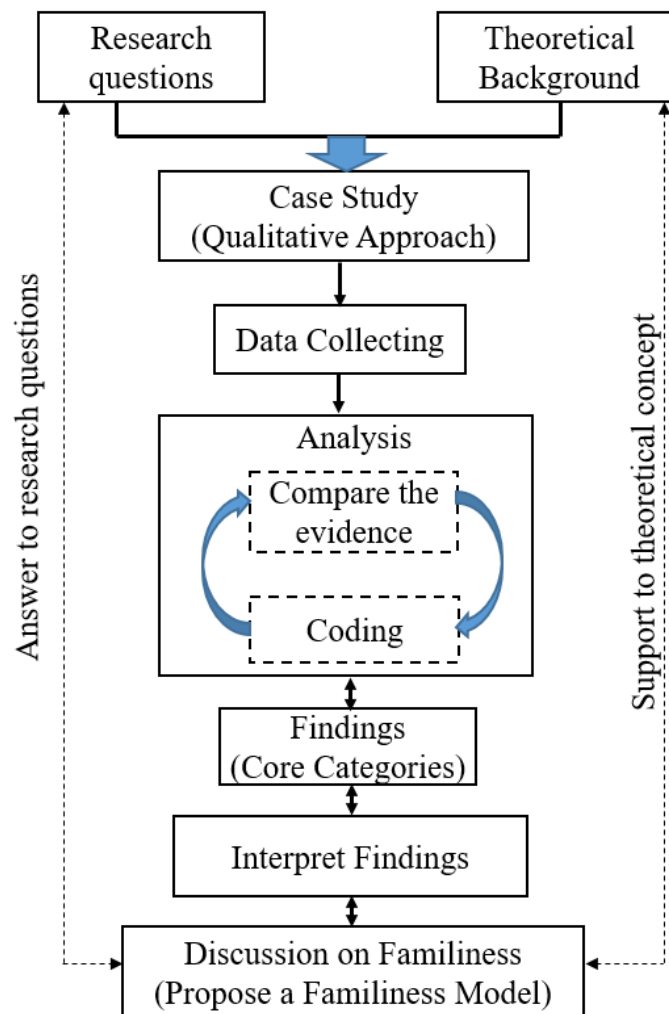 Research
questions
Theoretical
Background
Case Study
(Qualitative Approach)
Data Collecting
Analysis
Compare the
evidence
Coding
Findings
(Core Categories)
Interpret Findings
Discussion on Familiness
(Propose a Familiness Model)
Answer to research questions
Support to theoretical concept